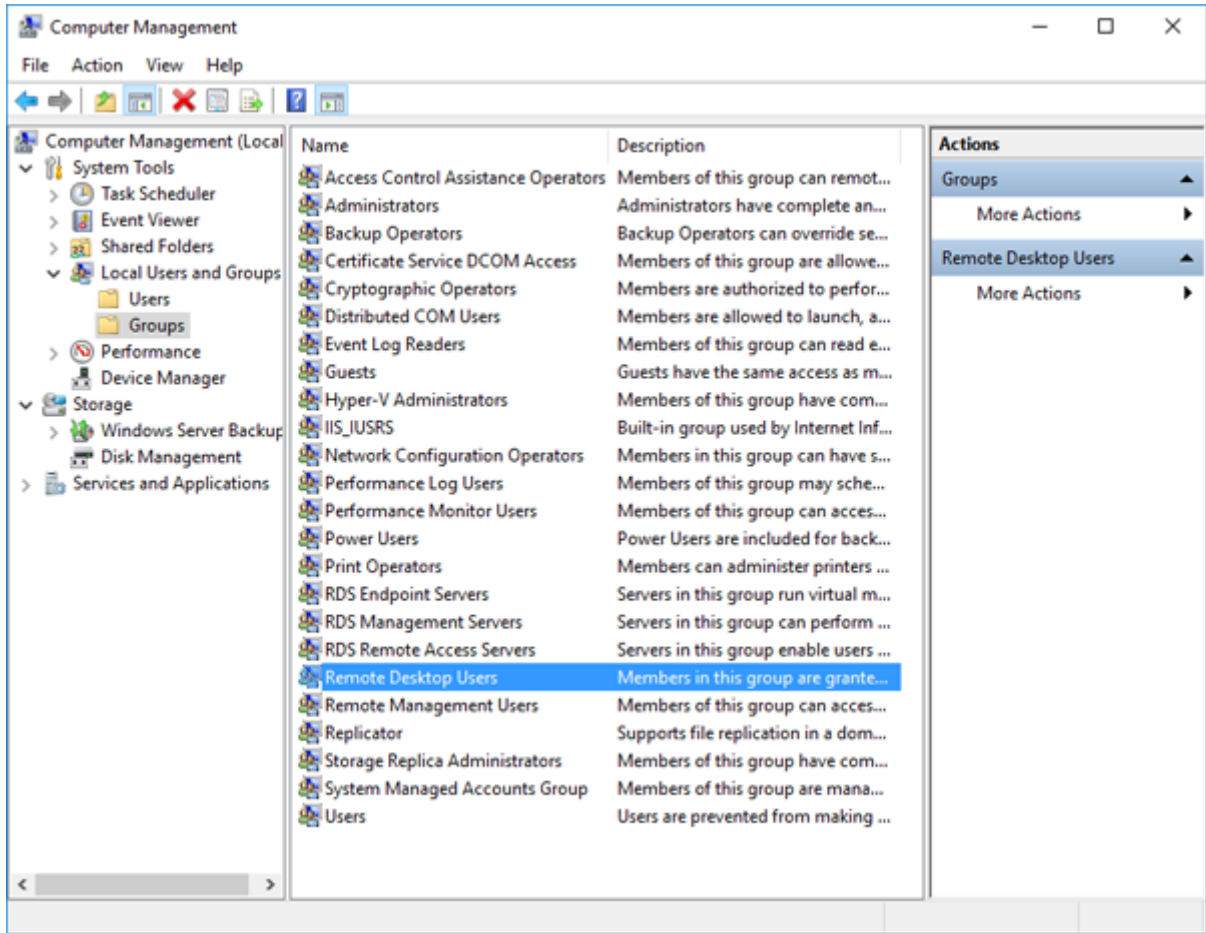 Computer Management
File Action View Help
Computer Management (Local
System Tools
Task Scheduler
Event Viewer
Shared Folders
Local Users and Groups
Users
Groups
Performance
Device Manager
Storage
Windows Server Backup
Disk Management
Services and Applications
Name Description
Access Control Assistance Operators Members of this group can remot...
Administrators Administrators have complete an...
Backup Operators Backup Operators can override se...
Certificate Service DCOM Access Members of this group are allowe...
Cryptographic Operators Members are authorized to perfor...
Distributed COM Users Members are allowed to launch, a...
Event Log Readers Members of this group can read e...
Guests Guests have the same access as m...
Hyper-V Administrators Members of this group have com...
IIS_IUSRS Built-in group used by Internet Inf...
Network Configuration Operators Members in this group can have s...
Performance Log Users Members of this group may sche...
Performance Monitor Users Members of this group can acces...
Power Users Power Users are included for back...
Print Operators Members can administer printers ...
RDS Endpoint Servers Servers in this group run virtual m...
RDS Management Servers Servers in this group can perform ...
RDS Remote Access Servers Servers in this group enable users ...
Remote Desktop Users Members in this group are grante...
Remote Management Users Members of this group can acces...
Replicator Supports file replication in a dom...
Storage Replica Administrators Members of this group have com...
System Managed Accounts Group Members of this group are mana...
Users Users are prevented from making ...
Actions
Groups
More Actions
Remote Desktop Users
More Actions